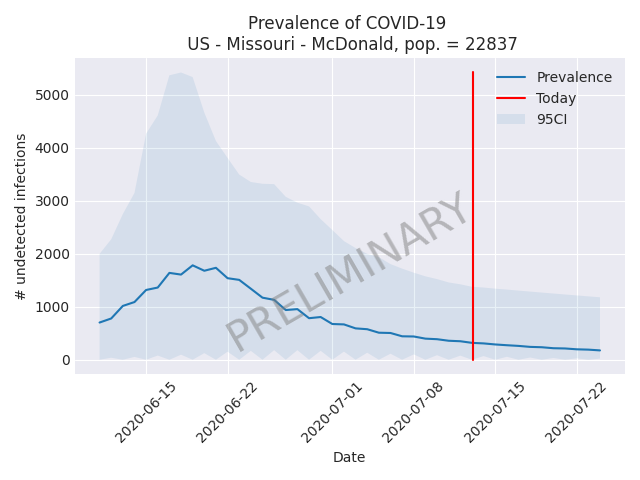 Prevalence of COVID-19
US - Missouri - McDonald, pop. = 22837
Prevalence
Today
95CI
# undetected infections
5000
4000
3000
2000
1000
0
PRELIMINARY
2020-06-15
2020-06-22
2020-07-01
2020-07-08
2020-07-15
2020-07-22
Date